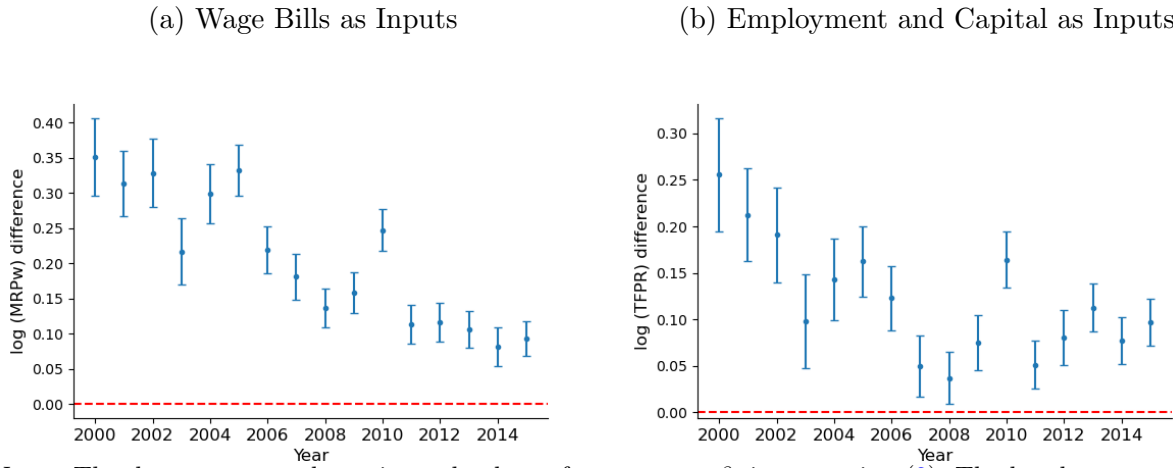 (a) Wage Bills as Inputs
(b) Employment and Capital as Inputs
log (MRPw) difference
0.40
0.35
0.30
0.25
0.20
0.15
0.10
0.05
0.00
2000 2002 2004 2006 2008 2010 2012 2014
Year
log (TFPR) difference
0.30
0.25
0.20
0.15
0.10
0.05
0.00
2000 2002 2004 2006 2008 2010 2012 2014
Year